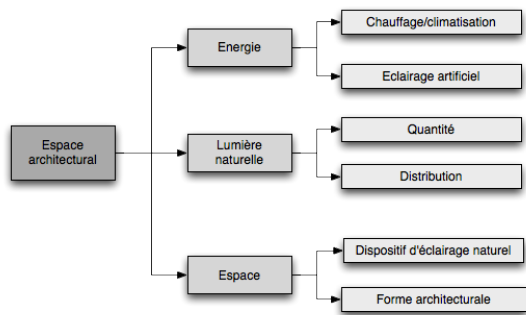 Espace
architectural
Energie
Chauffage/climatisation
Eclairage artificiel
Lumière
naturelle
Quantité
Distribution
Espace
Dispositif d'éclairage naturel
Forme architecturale